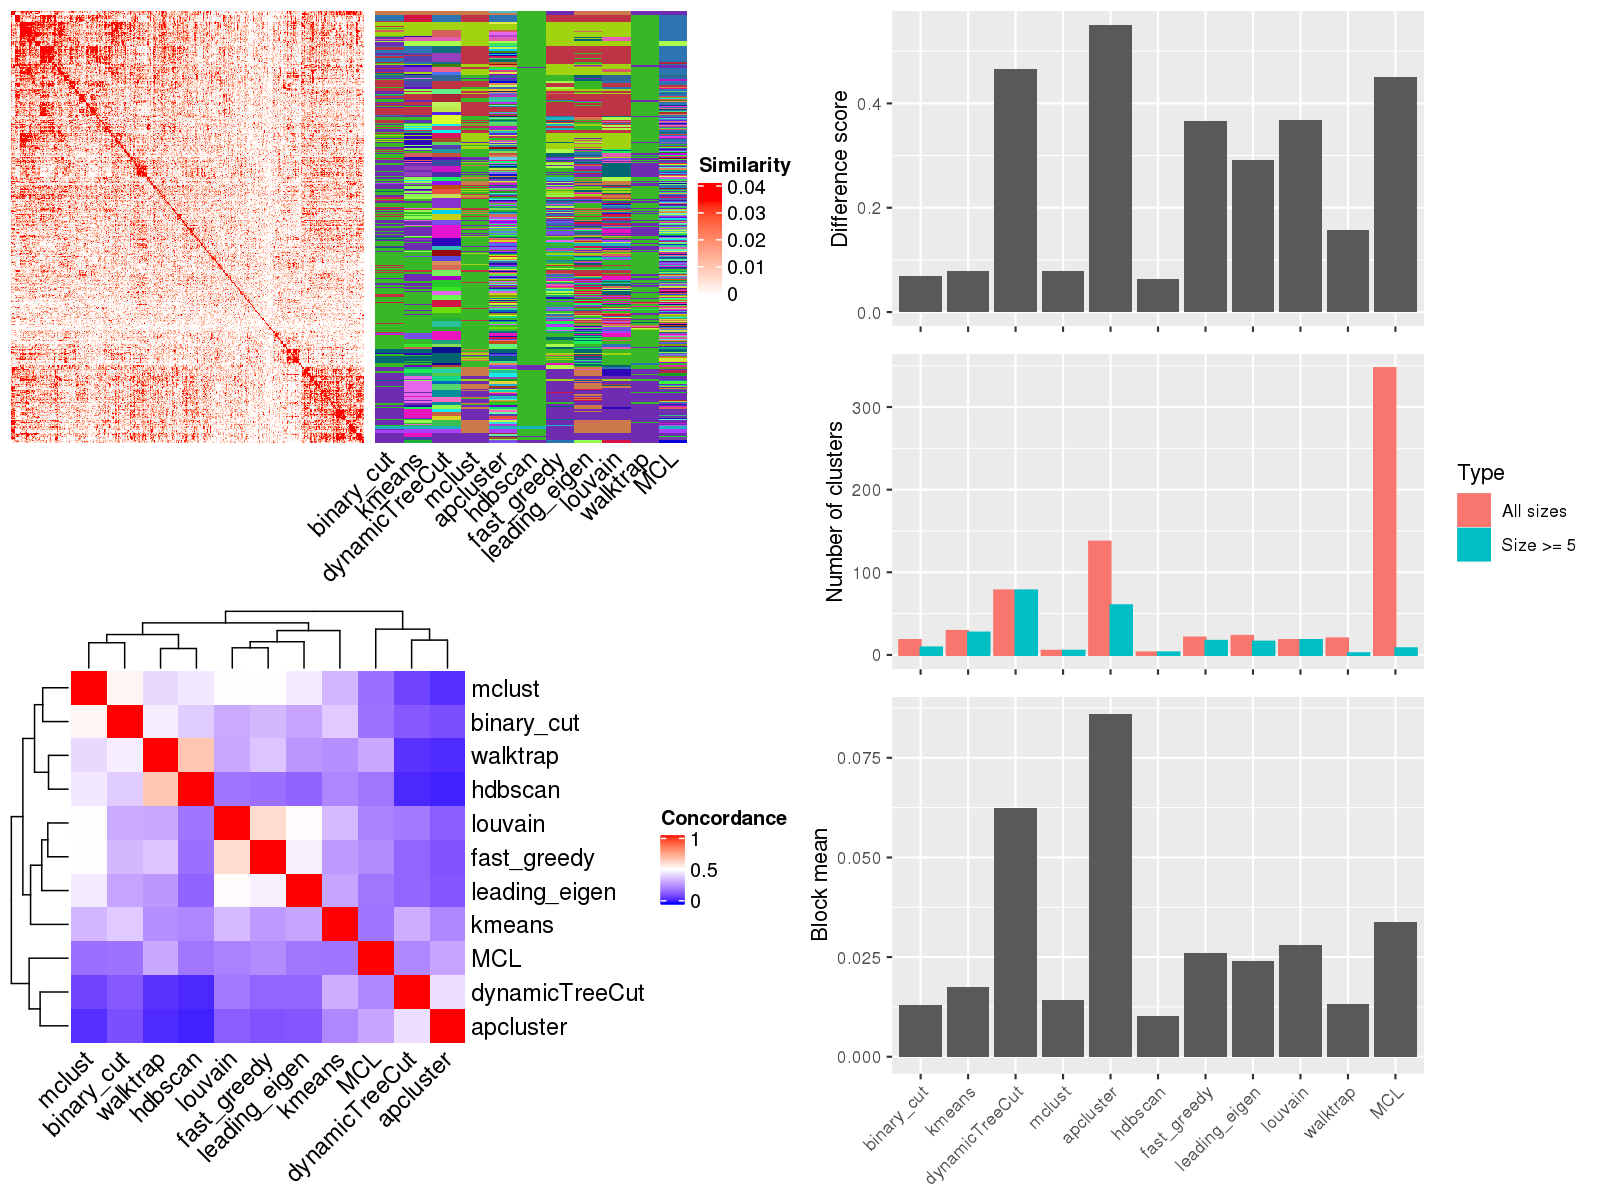 Similarity
0.04
0.03
0.02
0.01
0
binary_cut
kmeans
dynamicTreeCut
mclust
apcluster
hdbscan
fast_greedy
leading_eigen
louvain
walktrap
MCL
mclust
binary_cut
walktrap
hdbscan
louvain
fast_greedy
leading_eigen
kmeans
MCL
dynamicTreeCut
apcluster
mclust
binary_cut
walktrap
hdbscan
louvain
fast_greedy
leading_eigen
kmeans
MCL
dynamicTreeCut
apcluster
Concordance
1
0.5
0
Difference score
0.4
0.2
0.0
Number of clusters
300
200
100
0
Type
All sizes
Size >= 5
Block mean
0.075
0.050
0.025
0.000
binary_cut
kmeans
dynamicTreeCut
mclust
apcluster
hdbscan
fast_greedy
leading_eigen
louvain
walktrap
MCL